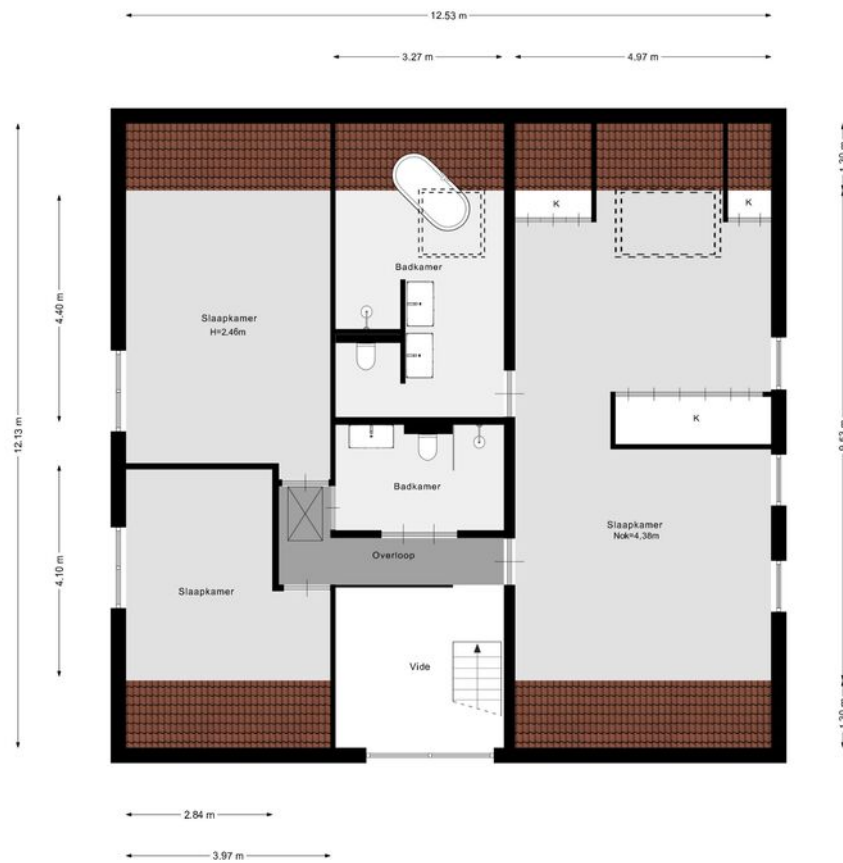 12.53 m
3.27 m
4.97 m
K
K
Badkamer
Slaapkamer
H=2.46m
4.40 m
12.13 m
K
Badkamer
Slaapkamer
Nok=4,38m
Overloop
4.10 m
Slaapkamer
Vide
2.84 m
3.97 m